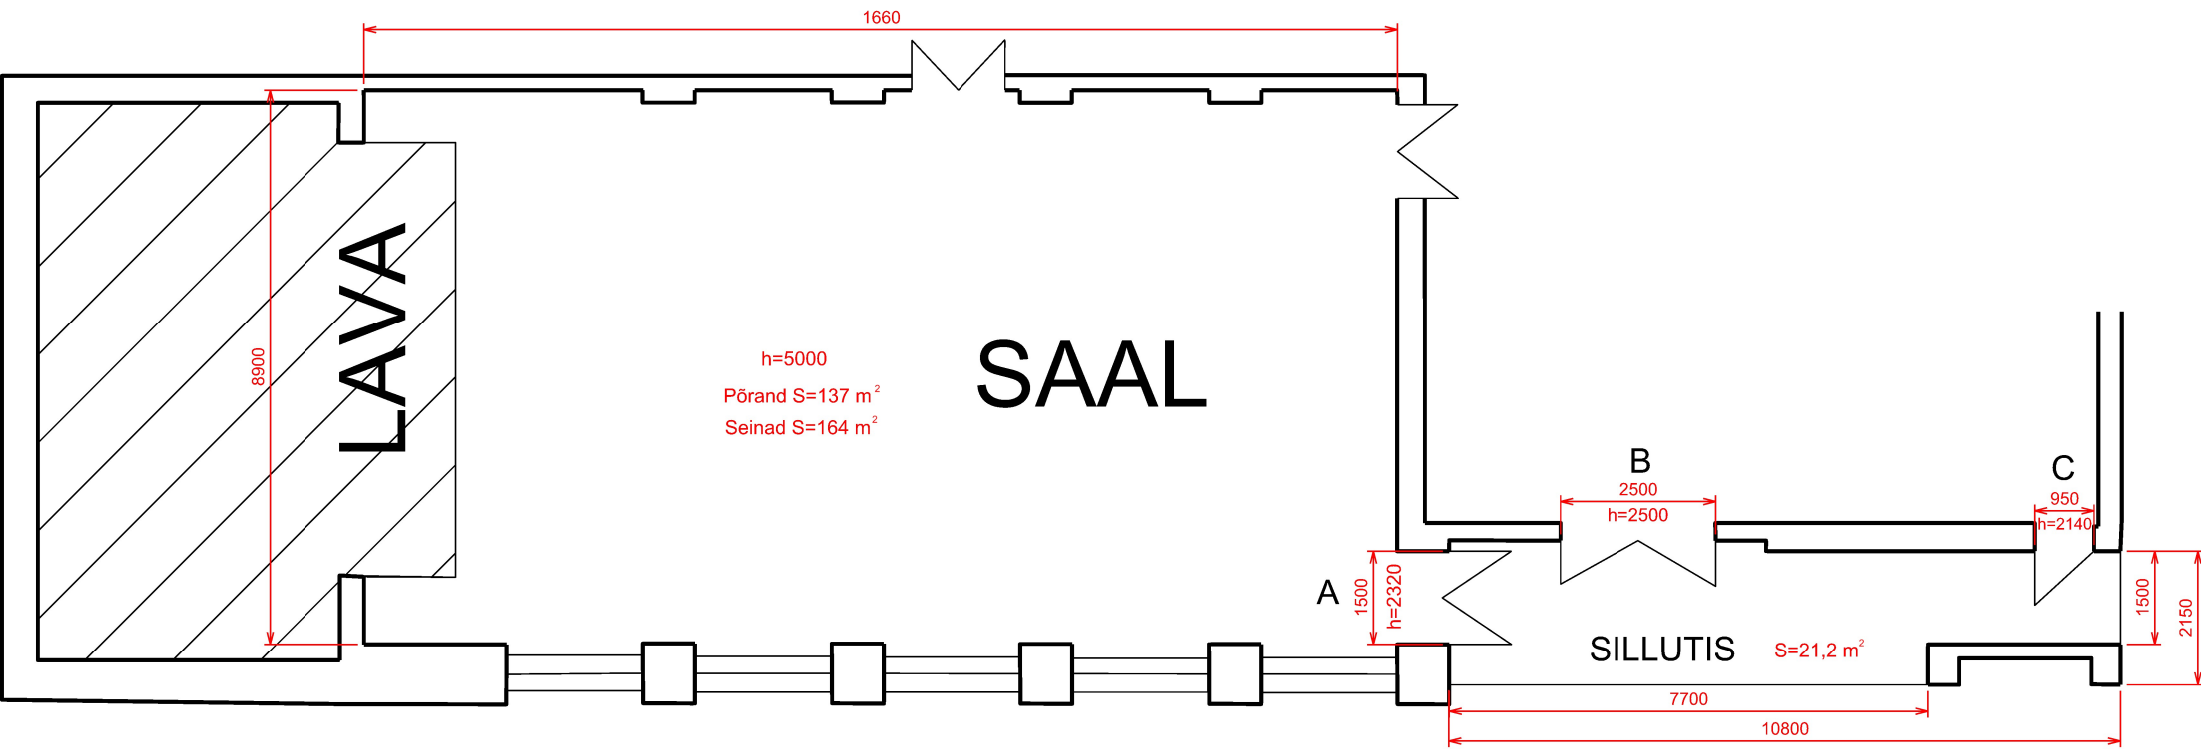 1660
LAVA
8900
h=5000
Põrand S=137 m²
Seinad S=164 m²
SAAL
B
2500
h=2500
C
950
h=2140
A
1500
h=2320
1500
2150
SILLUTIS
S=21,2 m²
7700
10800